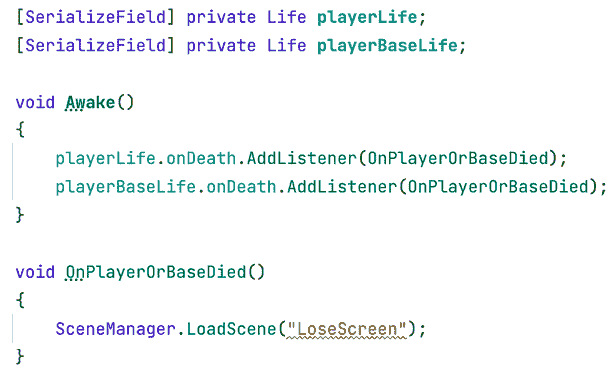 [SerializeField] private Life playerLife;
[SerializeField] private Life playerBaseLife;
void Awake()
{
playerLife.onDeath.AddListener(OnPlayerOrBaseDied);
playerBaseLife.onDeath.AddListener(OnPlayerOrBaseDied);
}
void OnPlayerOrBaseDied()
{
SceneManager.LoadScene("LoseScreen");
}